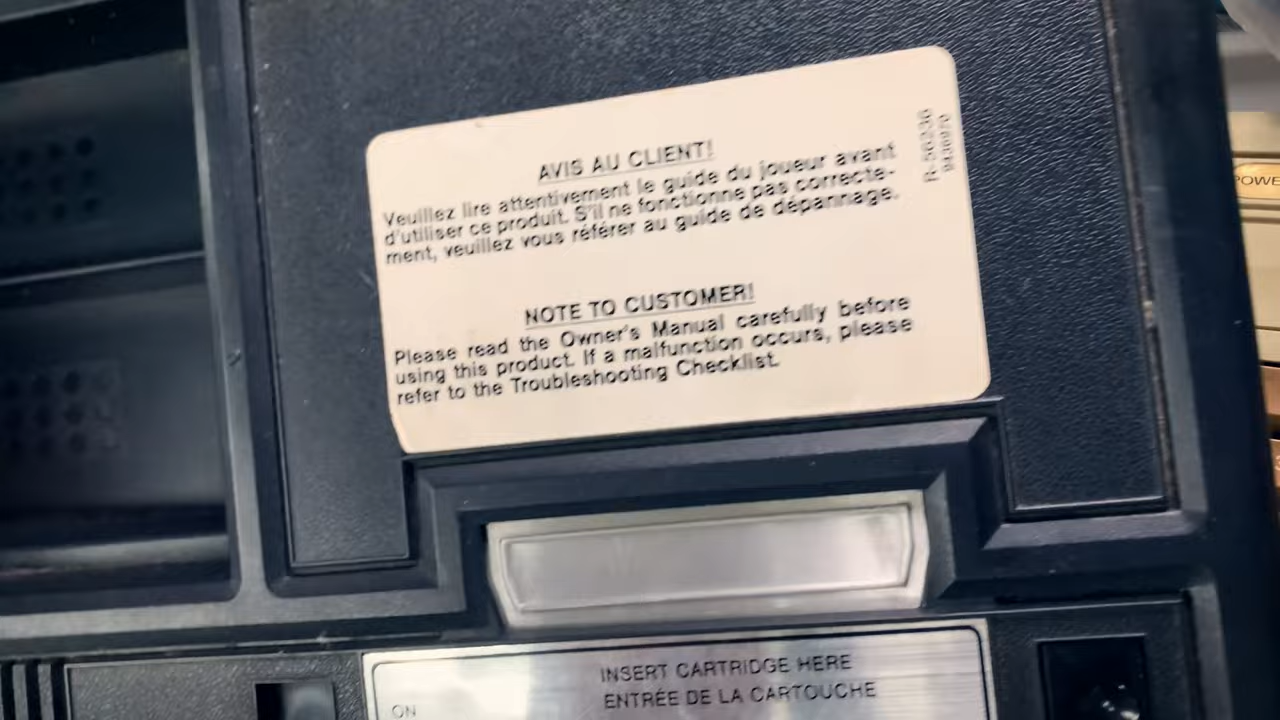 AVIS AU CLIENT!
Veuillez lire attentivement le guide du joueur avant
d'utiliser ce produit. S'il ne fonctionne pas correcte-
ment, veuillez vous référer au guide de dépannage.
NOTE TO CUSTOMER!
Please read the Owner's Manual carefully before
using this product. If a malfunction occurs, please
refer to the Troubleshooting Checklist.
INSERT CARTRIDGE HERE
ENTRÉE DE LA CARTOUCHE
ON